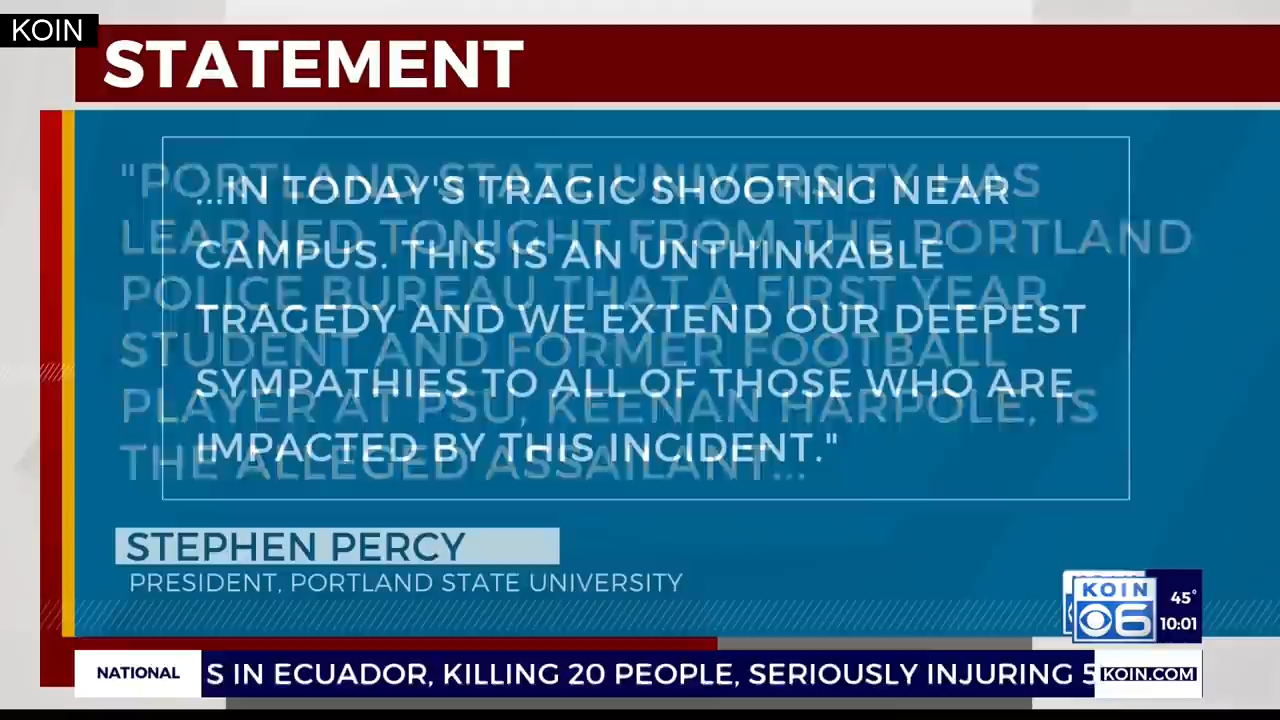 KOIN
STATEMENT
"PORTLAND STATE UNIVERSITY HAS
LEARNED TONIGHT FROM THE PORTLAND
POLICE BUREAU THAT A FIRST YEAR
STUDENT AND FORMER FOOTBALL
PLAYER AT PSU, KEENAN HARPOLE, IS
THE ALLEGED ASSAILANT...
...IN TODAY'S TRAGIC SHOOTING NEAR
CAMPUS. THIS IS AN UNTHINKABLE
TRAGEDY AND WE EXTEND OUR DEEPEST
SYMPATHIES TO ALL OF THOSE WHO ARE
IMPACTED BY THIS INCIDENT."
STEPHEN PERCY
PRESIDENT, PORTLAND STATE UNIVERSITY
KOIN
6
45°
10:01
NATIONAL
S IN ECUADOR, KILLING 20 PEOPLE, SERIOUSLY INJURING 5
KOIN.COM